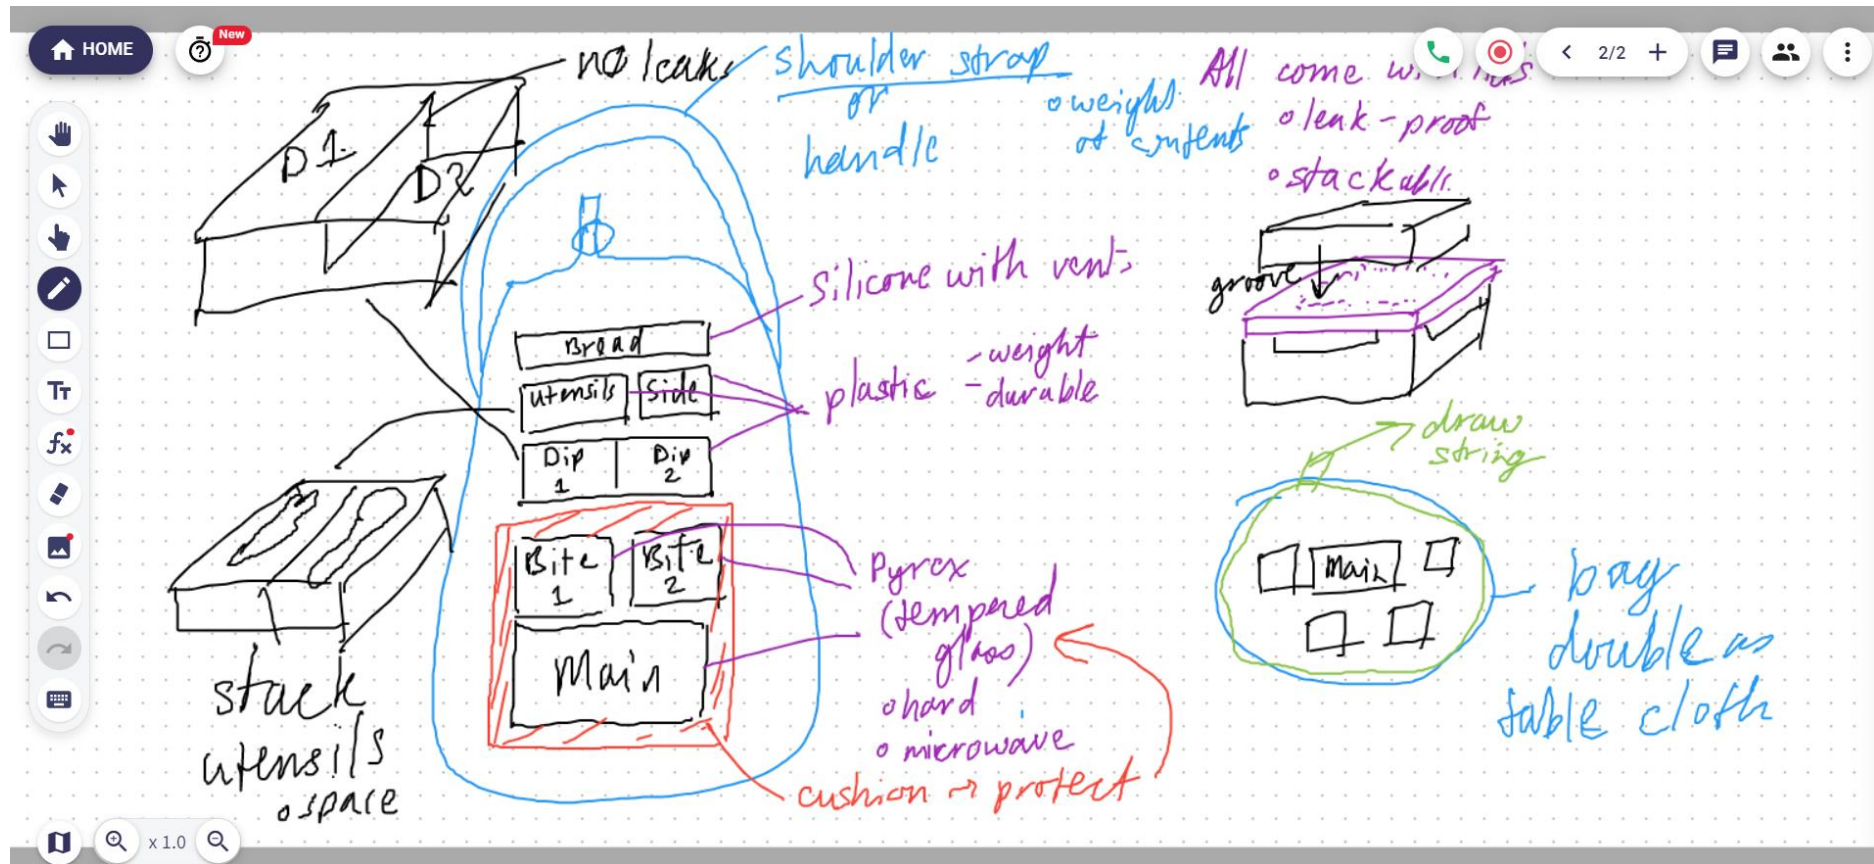 HOME
New
2/2
no leaks
shoulder strap
or
handle
o weight
of contents
All come
o leak-proof
o stackable
D1
D2
groove
silicone with vents
Bread
utensils
side
plastic
- weight
- durable
Dip
1
Dip
2
draw
string
Bite
1
Bite
2
Main
Pyrex
(tempered
glass)
o hard
o microwave
cushion → protect
Main
bag
double as
table cloth
stack
utensils
o space
x 1.0
Tт
fx